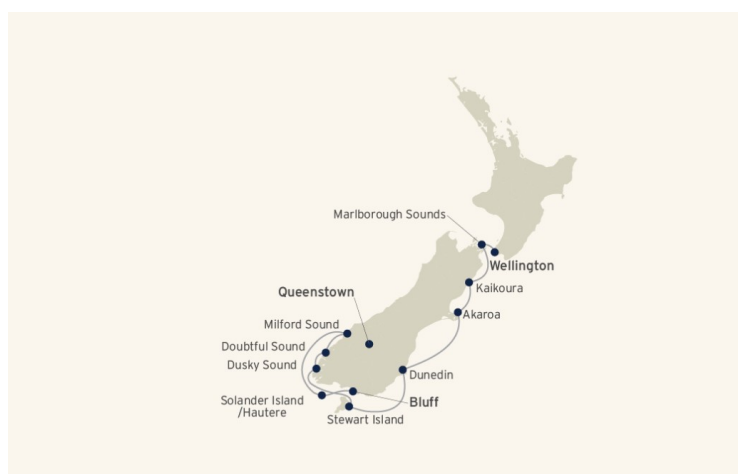 Marlborough Sounds
Wellington
Queenstown
Kaikoura
Milford Sound
Akaroa
Doubtful Sound
Dusky Sound
Dunedin
Solander Island
/Hautere
Bluff
Stewart Island